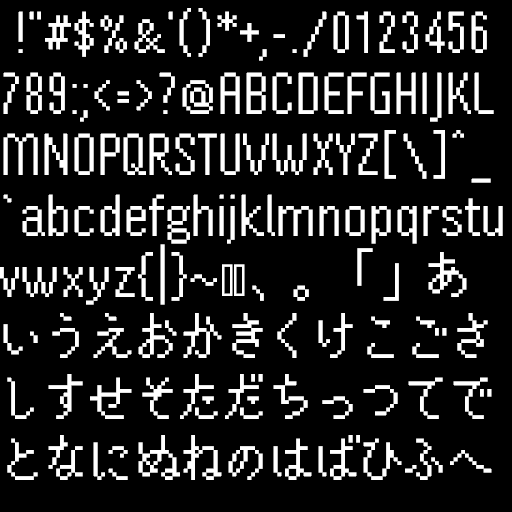 !"#$%&'()*+,-./0123456
789:;<=>?@ABCDEFGHIJKL
MNOPQRSTUVWXYZ[\]^_
`abcdefghijklmnopqrstu
vwxyz{|}~▯▯、。「」あ
いうえおかきくけこごさ
しすせそただちっつてで
となにぬねのはばひふへ